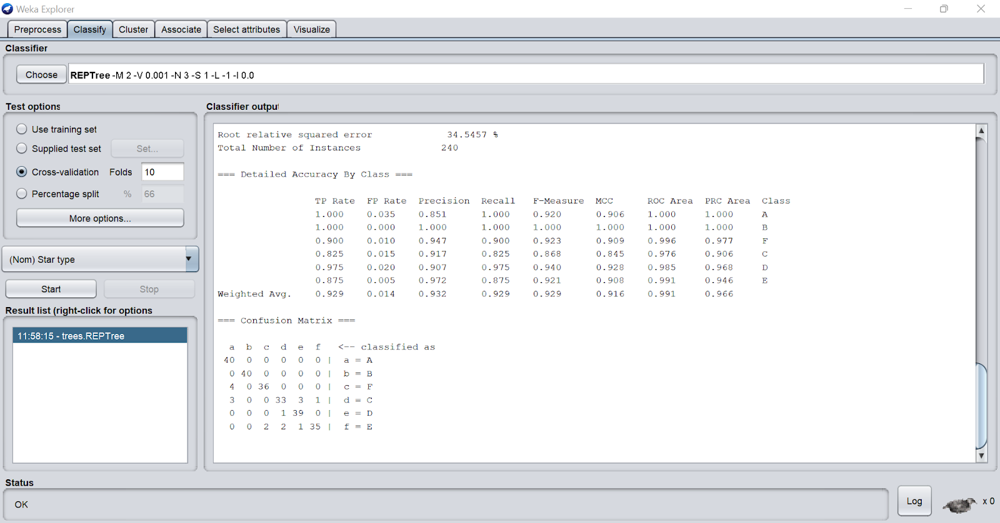 Weka Explorer
Preprocess Classify Cluster Associate Select attributes Visualize
Classifier
Choose REPTree -M 2 -V 0.001 -N 3 -S 1 -L -1 -I 0.0
Test options
Use training set
Supplied test set Set...
Cross-validation Folds 10
Percentage split % 66
More options...
(Nom) Star type
Start Stop
Result list (right-click for options
11:58:15 - trees.REPTree
Classifier output
Root relative squared error 34.5457 %
Total Number of Instances 240
=== Detailed Accuracy By Class ===
TP Rate FP Rate Precision Recall F-Measure MCC ROC Area PRC Area Class
1.000 0.035 0.851 1.000 0.920 0.906 1.000 1.000 A
1.000 0.000 1.000 1.000 1.000 1.000 1.000 1.000 B
0.900 0.010 0.947 0.900 0.923 0.909 0.996 0.977 F
0.825 0.015 0.917 0.825 0.868 0.845 0.976 0.906 C
0.975 0.020 0.907 0.975 0.940 0.928 0.985 0.968 D
0.875 0.005 0.972 0.875 0.921 0.908 0.991 0.946 E
Weighted Avg. 0.929 0.014 0.932 0.929 0.929 0.916 0.991 0.966
=== Confusion Matrix ===
a b c d e f <-- classified as
40 0 0 0 0 0 | a = A
0 40 0 0 0 0 | b = B
4 0 36 0 0 0 | c = F
3 0 0 33 3 1 | d = C
0 0 0 1 39 0 | e = D
0 0 2 2 1 35 | f = E
Status
OK
Log x 0